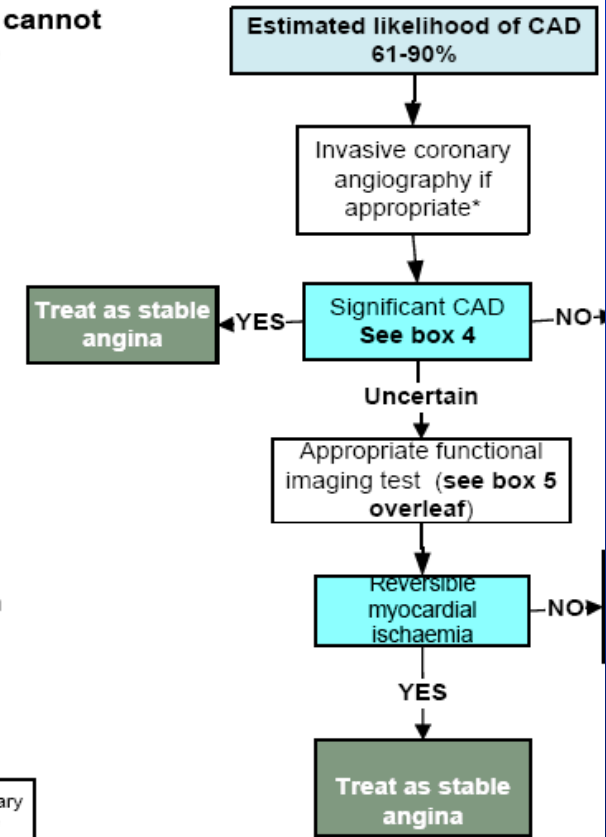 cannot
Estimated likelihood of CAD
61-90%
Invasive coronary
angiography if
appropriate*
Treat as stable
angina
YES
Significant CAD
See box 4
NO
Uncertain
Appropriate functional
imaging test (see box 5
overleaf)
Reversible
myocardial
ischaemia
NO
YES
Treat as stable
angina